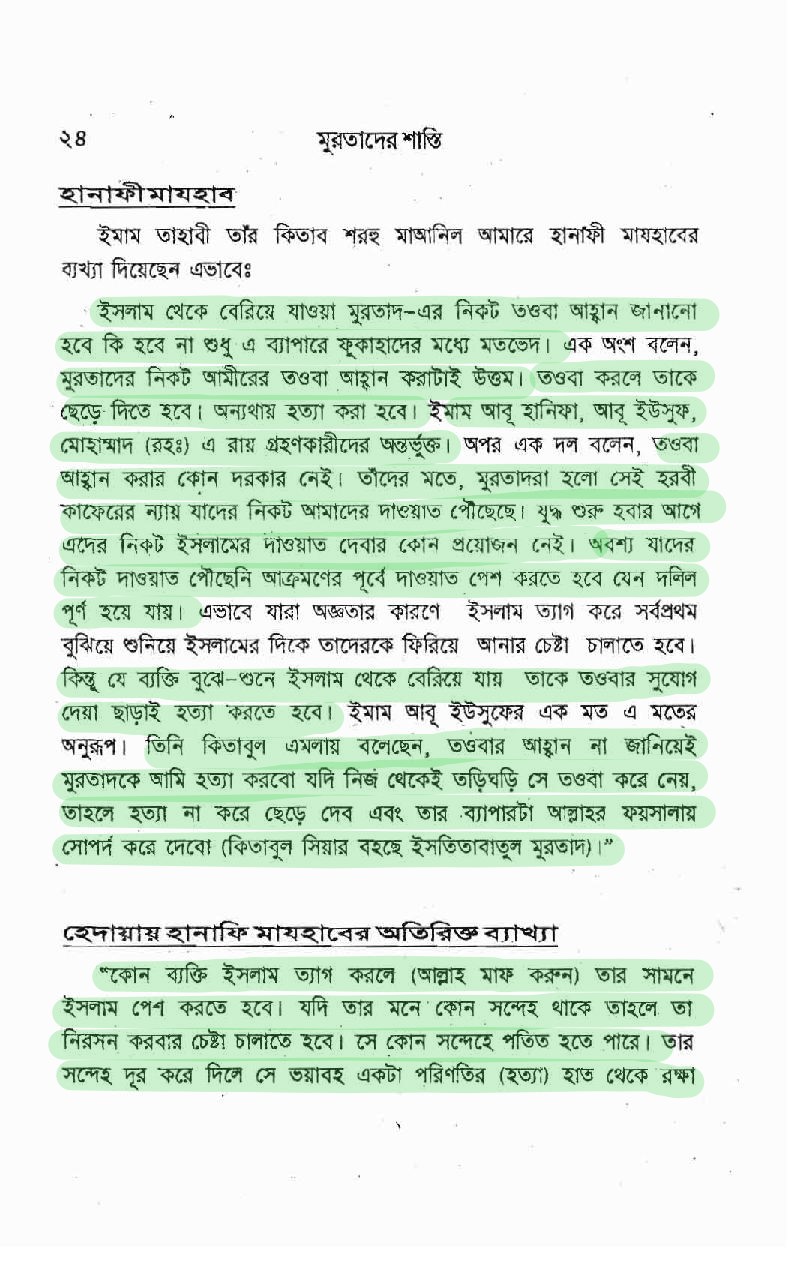 ২৪ মুরতাদের শাস্তি
হানাফী মাযহাব
ইমাম তাহাবী তাঁর কিতাব শরহু মাআনিল আমারে হানাফী মাযহাবের
ব্যখ্যা দিয়েছেন এভাবেঃ
'ইসলাম থেকে বেরিয়ে যাওয়া মুরতাদ-এর নিকট তওবা আহ্বান জানানো
হবে কি হবে না শুধু এ ব্যাপারে ফূকাহাদের মধ্যে মতভেদ। এক অংশ বলেন,
মুরতাদের নিকট আমীরের তওবা আহ্বান করাটাই উত্তম। তওবা করলে তাকে
ছেড়ে দিতে হবে। অন্যথায় হত্যা করা হবে। ইমাম আবূ হানিফা, আবূ ইউসুফ,
মোহাম্মাদ (রহঃ) এ রায় গ্রহণকারীদের অন্তর্ভুক্ত। অপর এক দল বলেন, তওবা
আহ্বান করার কোন দরকার নেই। তাঁদের মতে, মুরতাদরা হলো সেই হরবী
কাফেরের ন্যায় যাদের নিকট আমাদের দাওয়াত পৌঁছেছে। যুদ্ধ শুরু হবার আগে
এদের নিকট ইসলামের দাওয়াত দেবার কোন প্রয়োজন নেই। অবশ্য যাদের
নিকট দাওয়াত পৌছেনি আক্রমণের পূর্বে দাওয়াত পেশ করতে হবে যেন দলিল
পূর্ণ হয়ে যায়। এভাবে যারা অজ্ঞতার কারণে ইসলাম ত্যাগ করে সর্বপ্রথম
বুঝিয়ে শুনিয়ে ইসলামের দিকে তাদেরকে ফিরিয়ে আনার চেষ্টা চালাতে হবে।
কিন্তু যে ব্যক্তি বুঝে-শুনে ইসলাম থেকে বেরিয়ে যায় তাকে তওবার সুযোগ
দেয়া ছাড়াই হত্যা করতে হবে। ইমাম আবূ ইউসুফের এক মত এ মতের
অনুরূপ। তিনি কিতাবুল এমলায় বলেছেন, তওবার আহ্বান না জানিয়েই
মুরতাদকে আমি হত্যা করবো যদি নিজ থেকেই তড়িঘড়ি সে তওবা করে নেয়,
তাহলে হত্যা না করে ছেড়ে দেব এবং তার ব্যাপারটা আল্লাহর ফয়সালায়
সোপর্দ করে দেবো (কিতাবুল সিয়ার বহছে ইসতিতাবাতুল মুরতাদ)।”
হেদায়ায় হানাফি মাযহাবের অতিরিক্ত ব্যাখ্যা
“কোন ব্যক্তি ইসলাম ত্যাগ করলে (আল্লাহ মাফ করুন) তার সামনে
ইসলাম পেশ করতে হবে। যদি তার মনে কোন সন্দেহ থাকে তাহলে তা
নিরসন করবার চেষ্টা চালাতে হবে। সে কোন সন্দেহে পতিত হতে পারে। তার
সন্দেহ দূর করে দিলে সে ভয়াবহ একটা পরিণতির (হত্যা) হাত থেকে রক্ষা